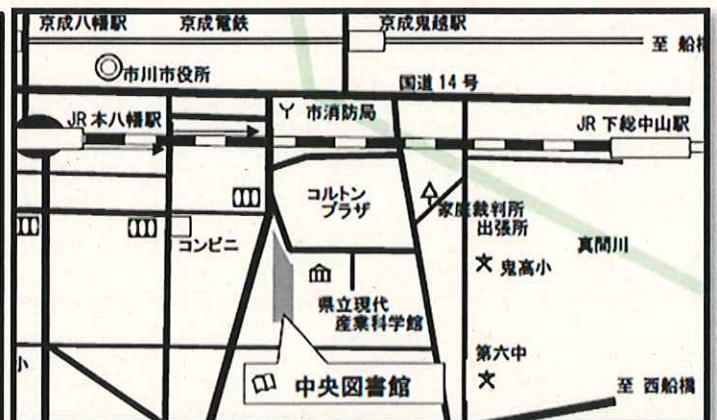 京成八幡駅
京成電鉄
京成鬼越駅
至 船
市川市役所
国道14号
JR 本八幡駅
市消防局
JR 下総中山駅
コルトン
プラザ
家庭裁判所
出張所
真間川
コンビニ
鬼高小
県立現代
産業科学館
小
第六中
中央図書館
至 西船橋